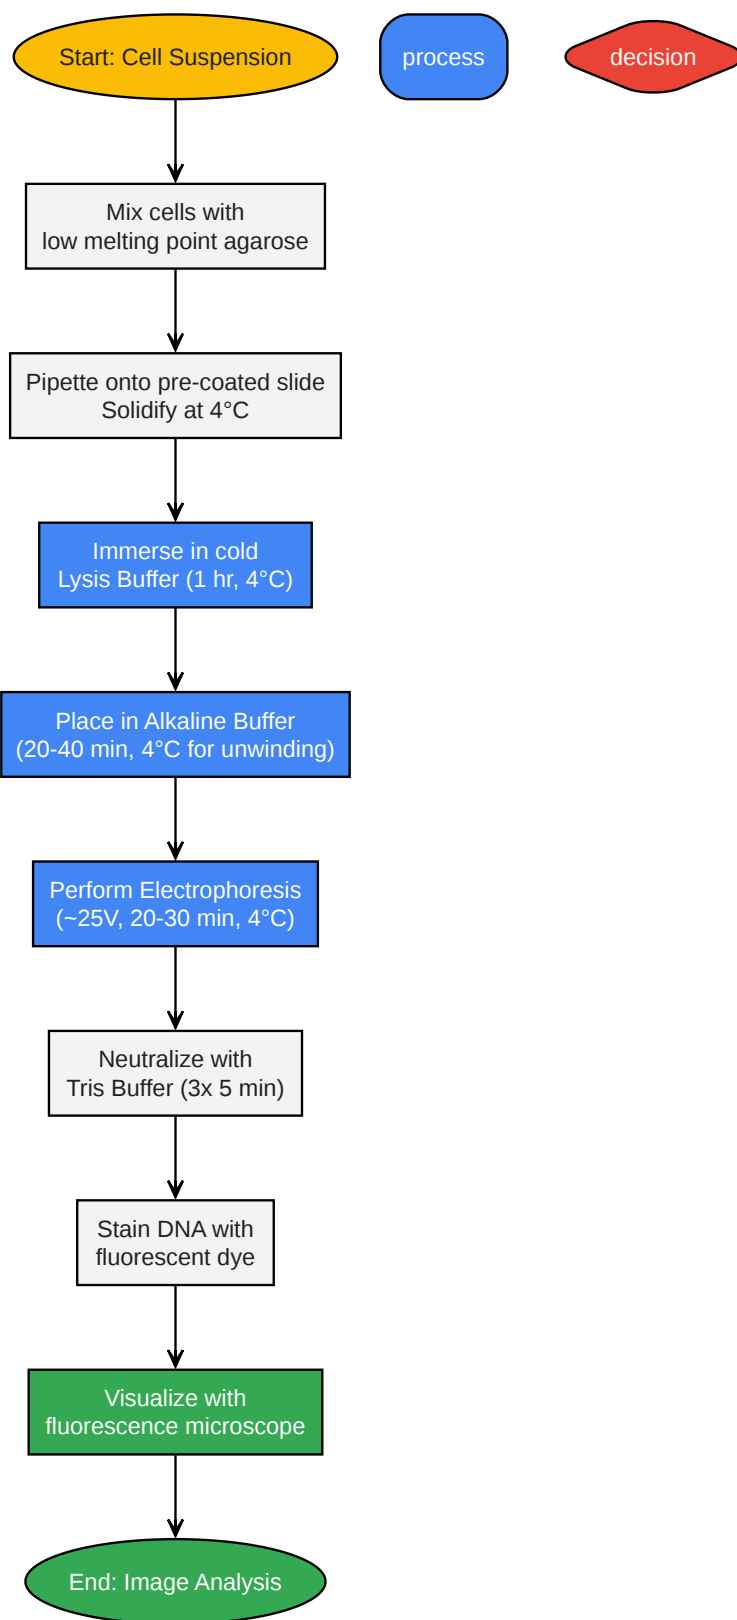 Start: Cell Suspension
process
decision
Mix cells with
low melting point agarose
Pipette onto pre-coated slide
Solidify at 4°C
Immerse in cold
Lysis Buffer (1 hr, 4°C)
Place in Alkaline Buffer
(20-40 min, 4°C for unwinding)
Perform Electrophoresis
(~25V, 20-30 min, 4°C)
Neutralize with
Tris Buffer (3x 5 min)
Stain DNA with
fluorescent dye
Visualize with
fluorescence microscope
End: Image Analysis